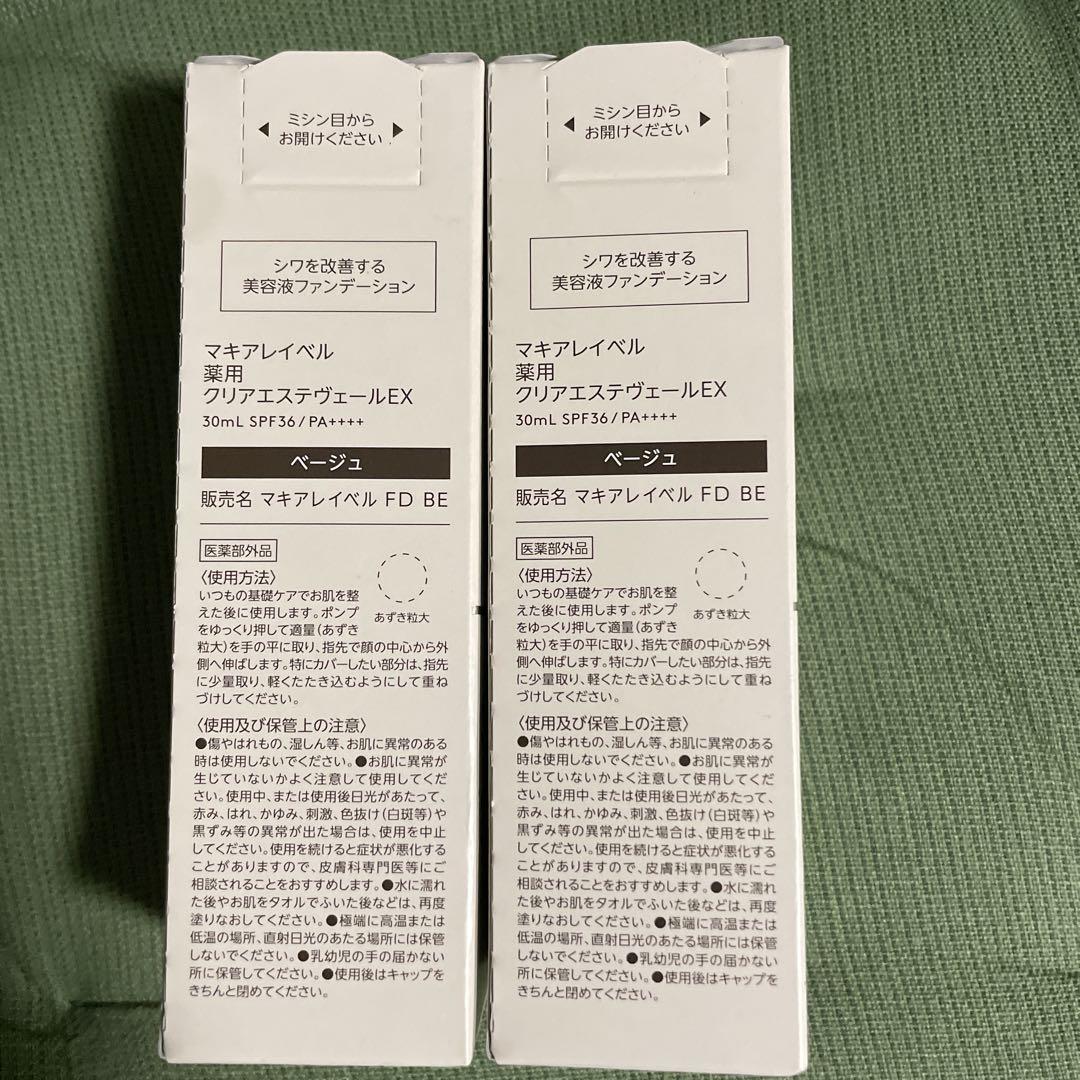 ミシン目から
お開けください
シワを改善する
美容液ファンデーション
マキアレイベル
薬用
クリアエステヴェールEX
30mL SPF36/PA++++
ベージュ
販売名 マキアレイベル FD BE
医薬部外品
〈使用方法〉
いつもの基礎ケアでお肌を整
えた後に使用します。ポンプ
をゆっくり押して適量(あずき
粒大)を手の平に取り、指先で顔の中心から外
側へ伸ばします。特にカバーしたい部分は、指先
に少量取り、軽くたたき込むようにして重ね
づけしてください。
あずき粒大
〈使用及び保管上の注意〉
●傷やはれもの、湿しん等、お肌に異常のある
時は使用しないでください。●お肌に異常が
生じていないかよく注意して使用してくだ
さい。使用中、または使用後日光があたって、
赤み、はれ、かゆみ、刺激、色抜け(白斑等)や
黒ずみ等の異常が出た場合は、使用を中止
してください。使用を続けると症状が悪化する
ことがありますので、皮膚科専門医等にご
相談されることをおすすめします。●水に濡れ
た後やお肌をタオルでふいた後などは、再度
塗りなおしてください。●極端に高温または
低温の場所、直射日光のあたる場所には保管
しないでください。●乳幼児の手の届かない
所に保管してください。●使用後はキャップを
きちんと閉めてください。
ミシン目から
お開けください
シワを改善する
美容液ファンデーション
マキアレイベル
薬用
クリアエステヴェールEX
30mL SPF36/PA++++
ベージュ
販売名 マキアレイベル FD BE
医薬部外品
〈使用方法〉
いつもの基礎ケアでお肌を整
えた後に使用します。ポンプ
をゆっくり押して適量(あずき
粒大)を手の平に取り、指先で顔の中心から外
側へ伸ばします。特にカバーしたい部分は、指先
に少量取り、軽くたたき込むようにして重ね
づけしてください。
あずき粒大
〈使用及び保管上の注意〉
●傷やはれもの、湿しん等、お肌に異常のある
時は使用しないでください。●お肌に異常が
生じていないかよく注意して使用してくだ
さい。使用中、または使用後日光があたって、
赤み、はれ、かゆみ、刺激、色抜け(白斑等)や
黒ずみ等の異常が出た場合は、使用を中止
してください。使用を続けると症状が悪化する
ことがありますので、皮膚科専門医等にご
相談されることをおすすめします。●水に濡れ
た後やお肌をタオルでふいた後などは、再度
塗りなおしてください。●極端に高温または
低温の場所、直射日光のあたる場所には保管
しないでください。●乳幼児の手の届かない
所に保管してください。●使用後はキャップを
きちんと閉めてください。